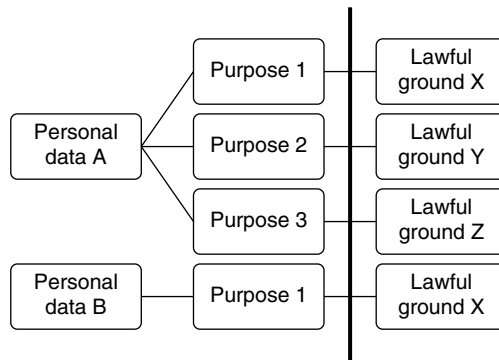 Purpose 1
Lawful
ground X
Personal
data A
Purpose 2
Lawful
ground Y
Purpose 3
Lawful
ground Z
Personal
data B
Purpose 1
Lawful
ground X